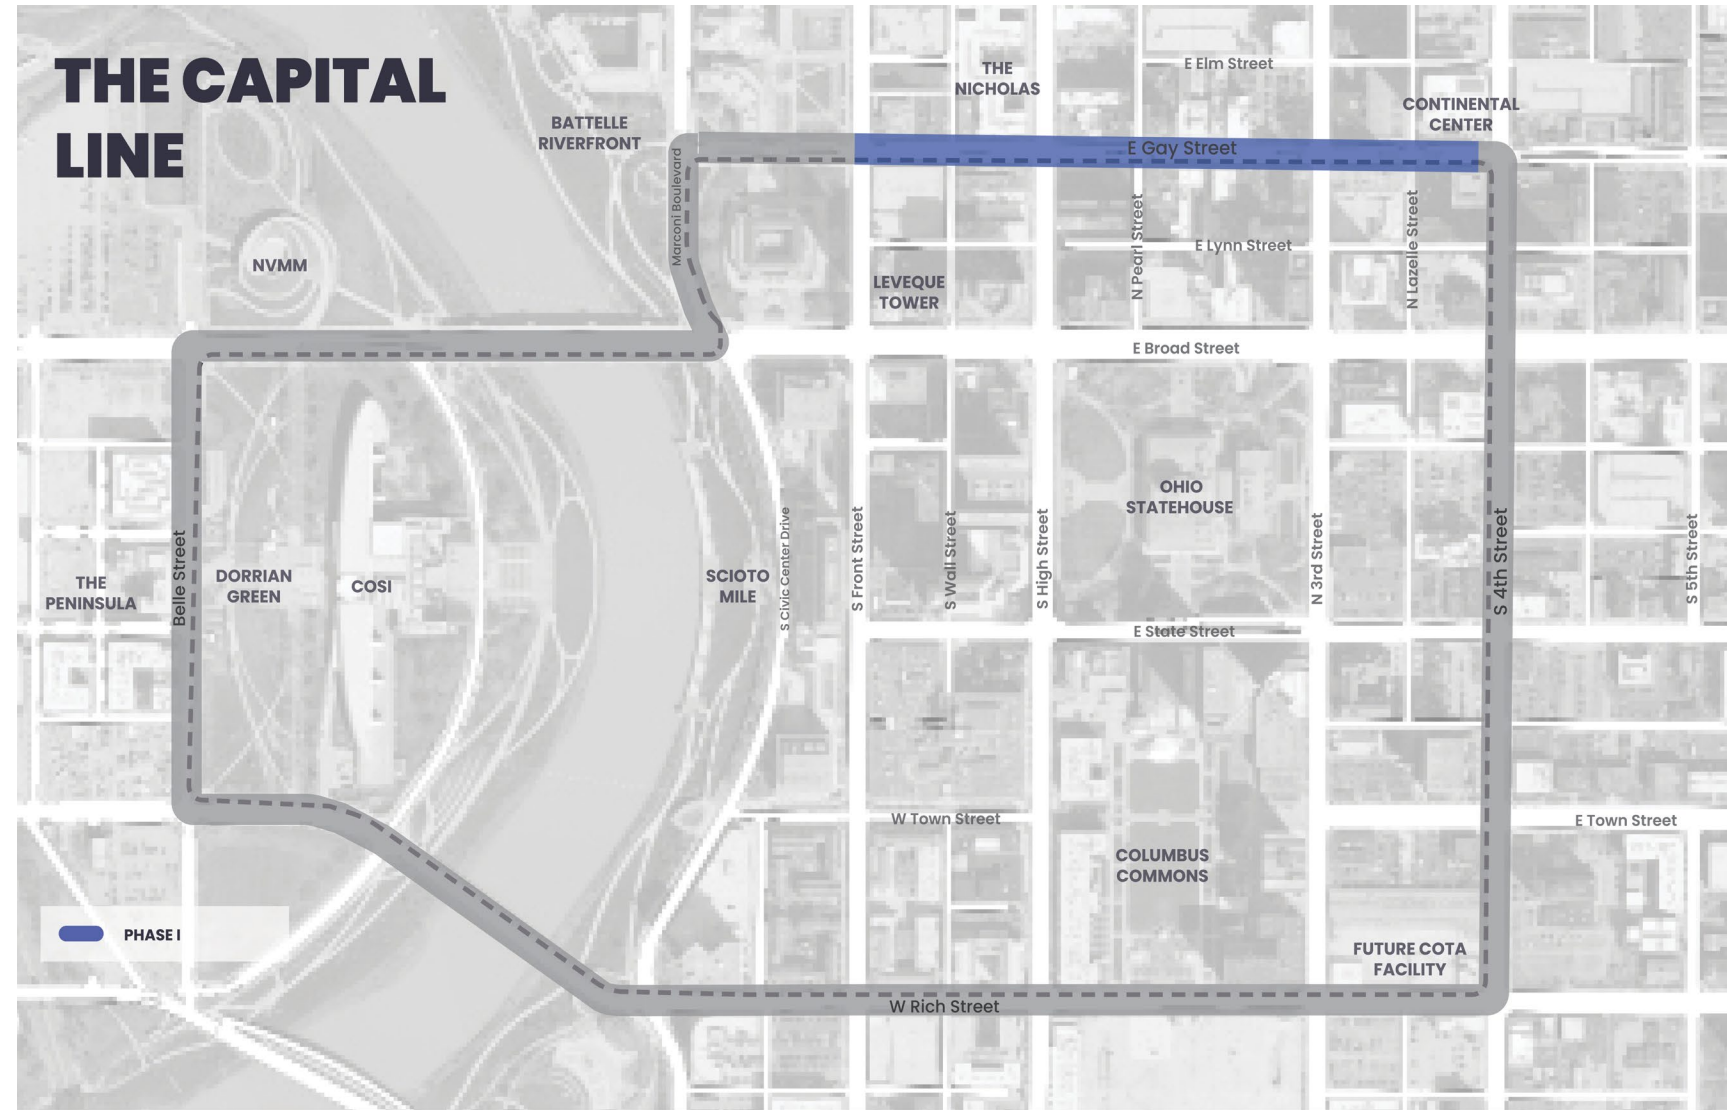 THE CAPITAL
LINE
E Elm Street
THE
NICHOLAS
CONTINENTAL
CENTER
BATTELLE
RIVERFRONT
E Gay Street
Marconi Boulevard
N Pearl Street
N Lazelle Street
E Lynn Street
NVMM
LEVEQUE
TOWER
E Broad Street
OHIO
STATEHOUSE
Belle Street
S Civic Center Drive
S Front Street
S Wall Street
S High Street
N 3rd Street
S 4th Street
S 5th Street
THE
PENINSULA
DORRIAN
GREEN
COSI
SCIOTO
MILE
E State Street
W Town Street
E Town Street
COLUMBUS
COMMONS
PHASE I
FUTURE COTA
FACILITY
W Rich Street